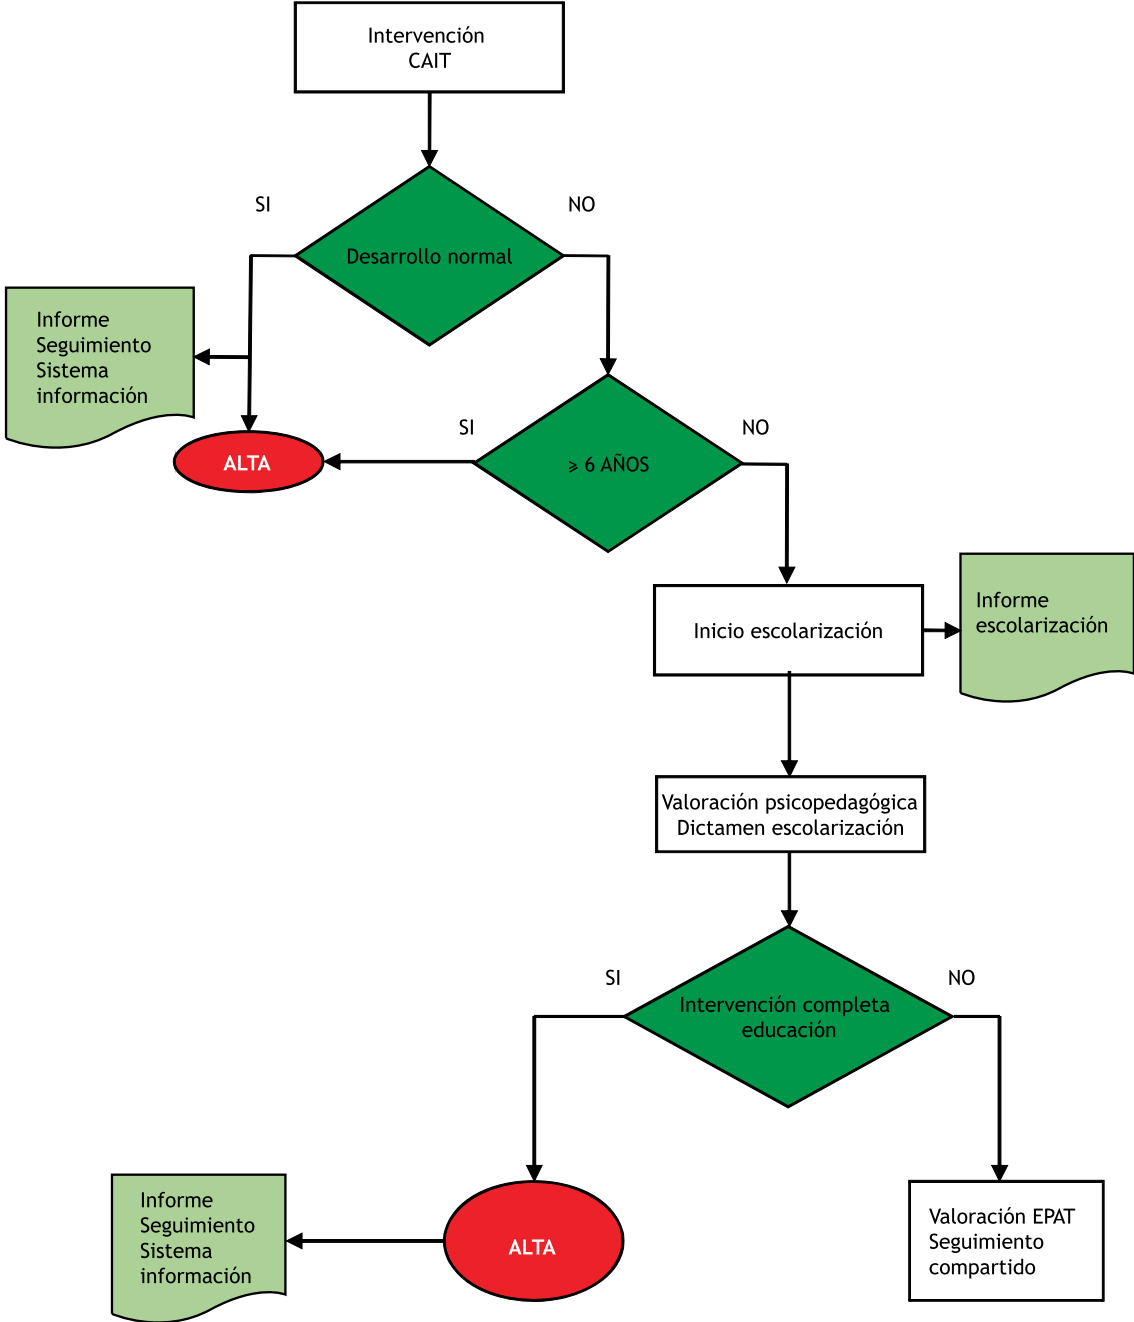 Intervención
CAIT
SI
NO
Desarrollo normal
Informe
Seguimiento
Sistema
información
SI
NO
ALTA
⩾ 6 AÑOS
Inicio escolarización
Informe
escolarización
Valoración psicopedagógica
Dictamen escolarización
SI
NO
Intervención completa
educación
Informe
Seguimiento
Sistema
información
ALTA
Valoración EPAT
Seguimiento
compartido